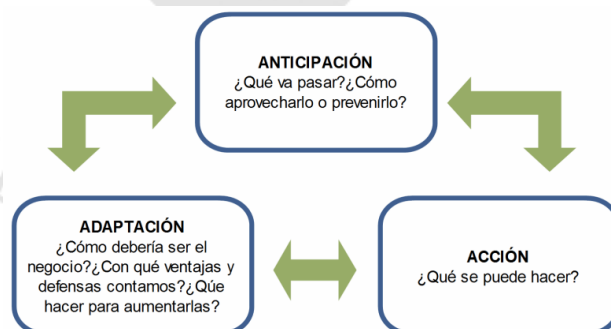 ANTICIPACIÓN
¿Qué va pasar?¿Cómo
aprovecharlo o prevenirlo?
ADAPTACIÓN
¿Cómo debería ser el
negocio?¿Con qué ventajas y
defensas contamos?¿Qúe
hacer para aumentarlas?
ACCIÓN
¿Qué se puede hacer?